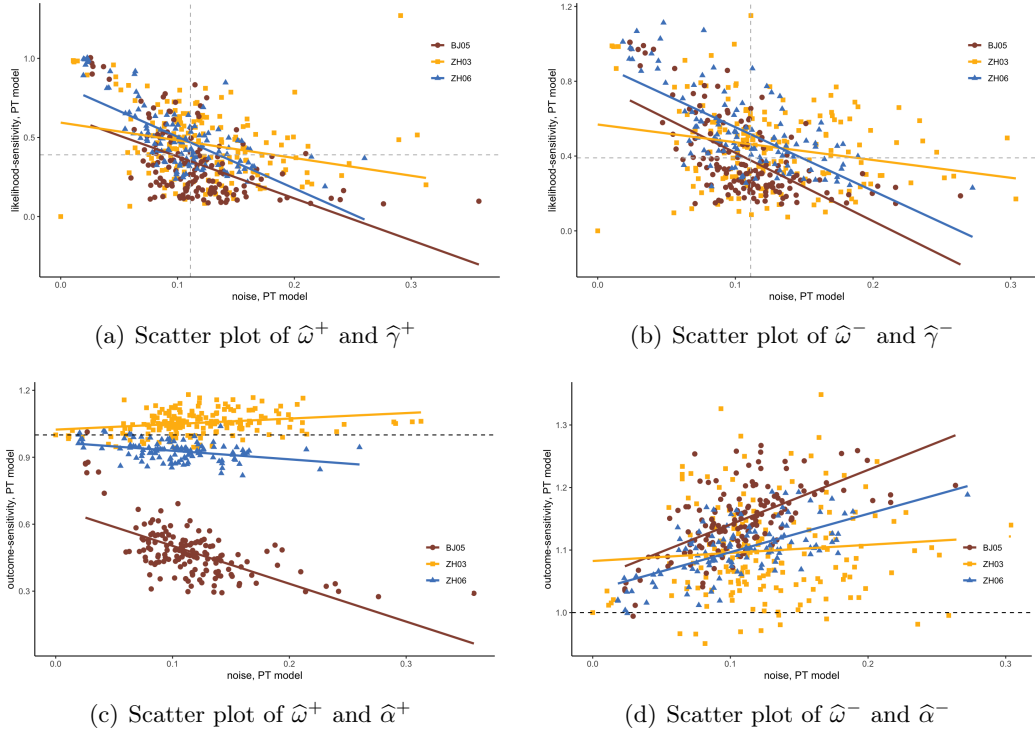 1.0
0.5
0.0
likelihood-sensitivity, PT model
BJ05
ZH03
ZH06
0.0
0.1
0.2
0.3
noise, PT model
(a) Scatter plot of ω̂⁺ and γ̂⁺
1.2
0.8
0.4
0.0
likelihood-sensitivity, PT model
BJ05
ZH03
ZH06
0.0
0.1
0.2
0.3
noise, PT model
(b) Scatter plot of ω̂⁻ and γ̂⁻
1.2
0.9
0.6
0.3
outcome-sensitivity, PT model
BJ05
ZH03
ZH06
0.0
0.1
0.2
0.3
noise, PT model
(c) Scatter plot of ω̂⁺ and α̂⁺
1.3
1.2
1.1
1.0
outcome-sensitivity, PT model
BJ05
ZH03
ZH06
0.0
0.1
0.2
0.3
noise, PT model
(d) Scatter plot of ω̂⁻ and α̂⁻